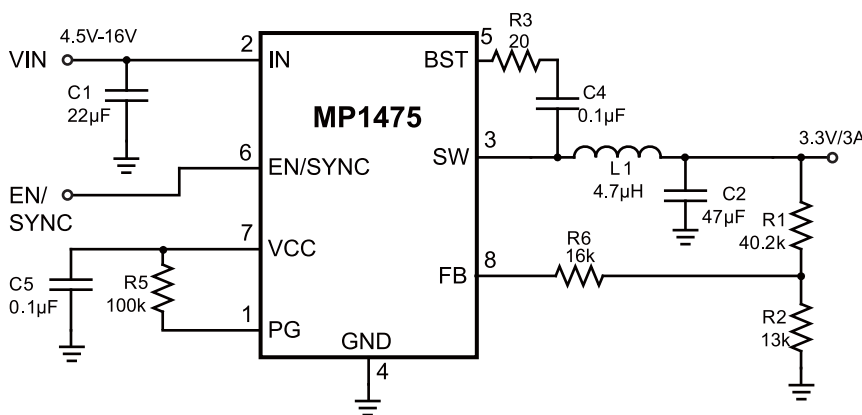 VIN
4.5V-16V
2
IN
C1
22µF
MP1475
BST
5
R3
20
C4
0.1µF
SW
3
L1
4.7µH
3.3V/3A
C2
47µF
R1
40.2k
6
EN/SYNC
EN/
SYNC
7
VCC
C5
0.1µF
R5
100k
1
PG
FB
8
R6
16k
R2
13k
GND
4